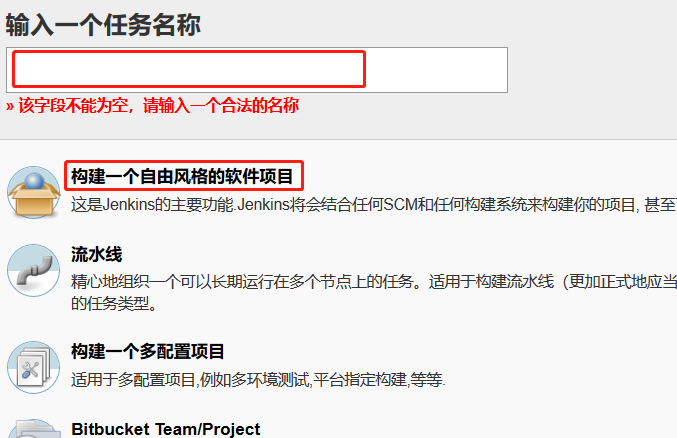 输入一个任务名称
» 该字段不能为空，请输入一个合法的名称
构建一个自由风格的软件项目
这是Jenkins的主要功能.Jenkins将会结合任何SCM和任何构建系统来构建你的项目, 甚至
流水线
精心地组织一个可以长期运行在多个节点上的任务。适用于构建流水线（更加正式地应当
的任务类型。
构建一个多配置项目
适用于多配置项目,例如多环境测试,平台指定构建,等等.
Bitbucket Team/Project